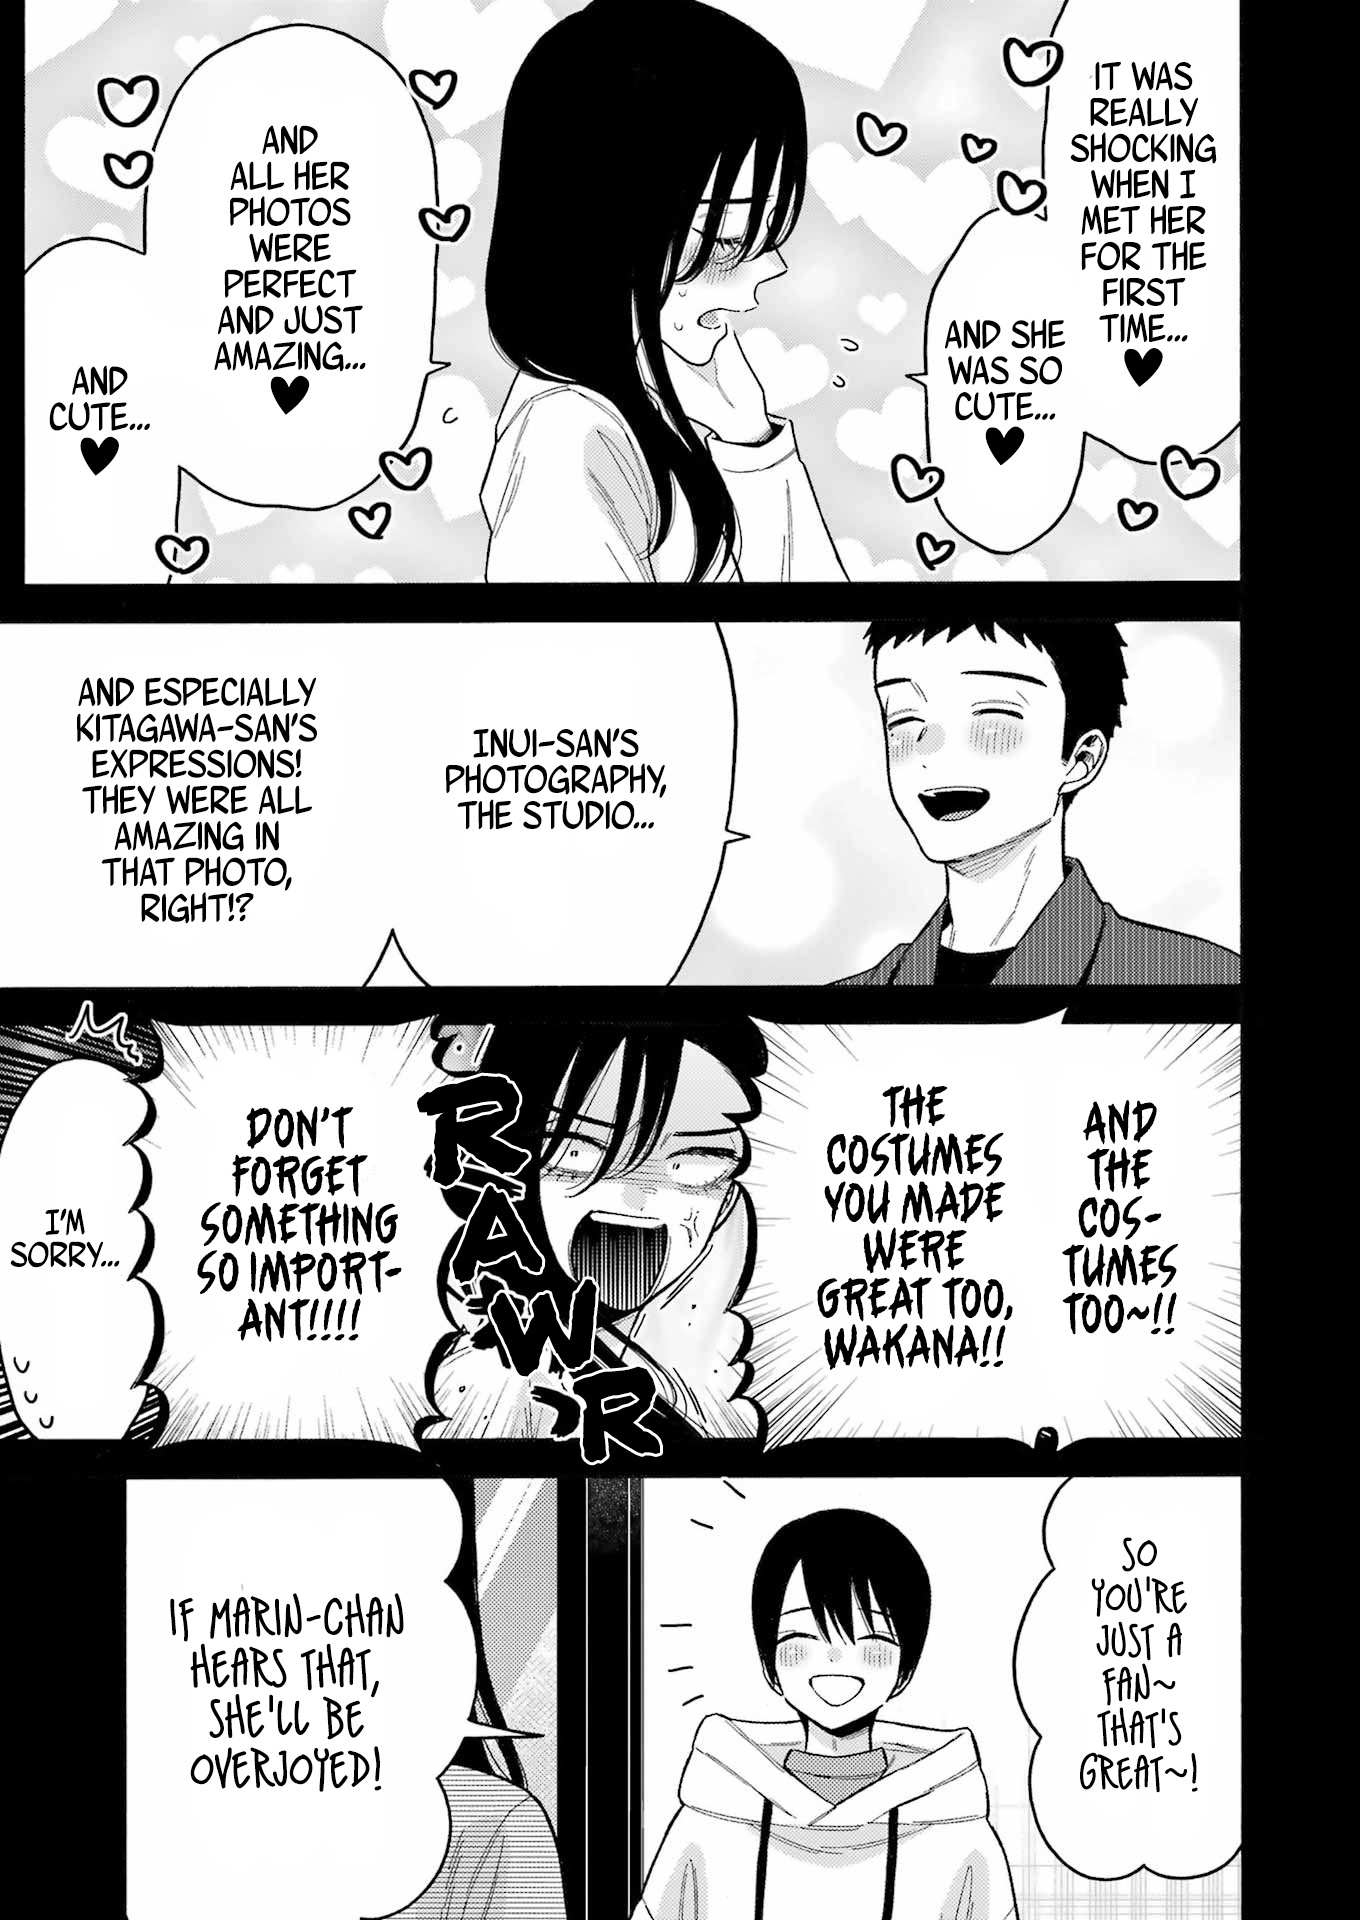 IT WAS
REALLY
SHOCKING
WHEN I
MET HER
FOR THE
FIRST
TIME...
♥
AND SHE
WAS SO
CUTE...
♥
AND
ALL HER
PHOTOS
WERE
PERFECT
AND JUST
AMAZING...
♥
AND
CUTE...
♥
INUI-SAN'S
PHOTOGRAPHY,
THE STUDIO...
AND ESPECIALLY
KITAGAWA-SAN'S
EXPRESSIONS!
THEY WERE ALL
AMAZING IN
THAT PHOTO,
RIGHT!?
AND
THE
COS-
TUMES
TOO~!!
THE
COSTUMES
YOU MADE
WERE
GREAT TOO,
WAKANA!!
RAWR
DON'T
FORGET
SOMETHING
SO IMPORT-
ANT!!!!
I'M
SORRY...
SO
YOU'RE
JUST A
FAN~
THAT'S
GREAT~!
IF MARIN-CHAN
HEARS THAT,
SHE'LL BE
OVERJOYED!